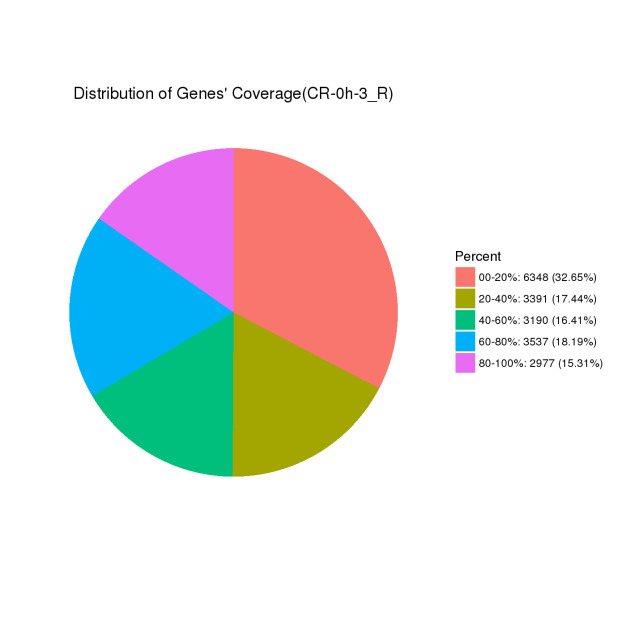 Distribution of Genes' Coverage(CR-0h-3_R)
Percent
00-20%: 6348 (32.65%)
20-40%: 3391 (17.44%)
40-60%: 3190 (16.41%)
60-80%: 3537 (18.19%)
80-100%: 2977 (15.31%)